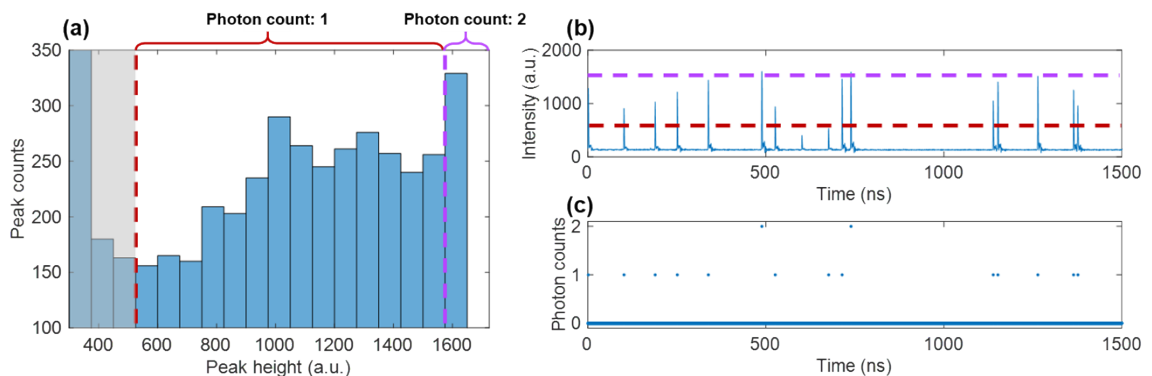 (a)
Photon count: 1
Photon count: 2
350
300
250
200
150
100
Peak counts
400
600
800
1000
1200
1400
1600
Peak height (a.u.)
(b)
2000
1000
0
Intensity (a.u.)
0
500
1000
1500
Time (ns)
(c)
2
1
0
Photon counts
0
500
1000
1500
Time (ns)